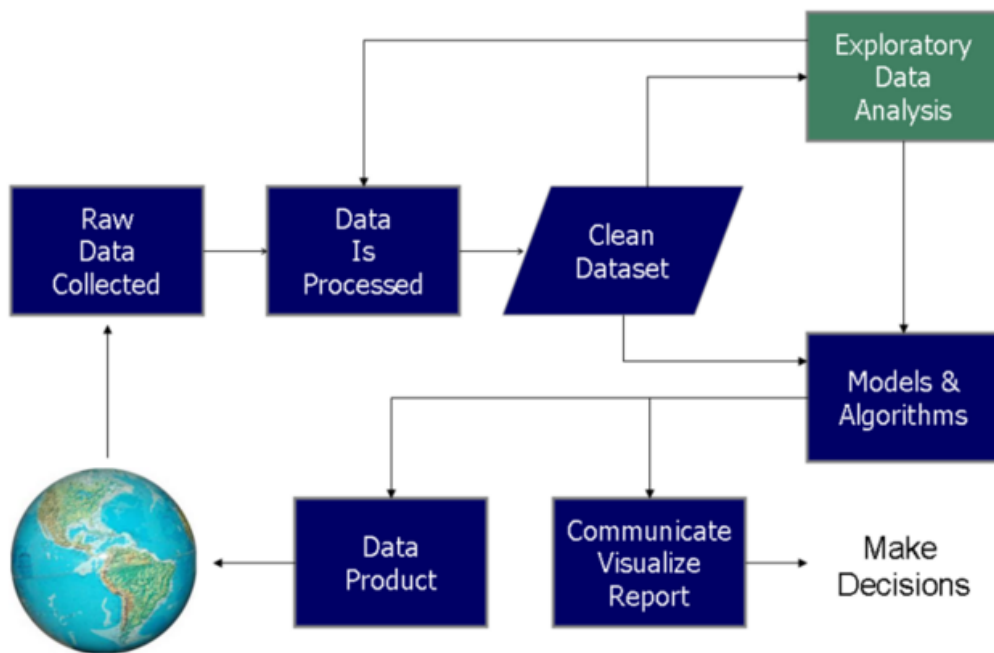 Exploratory
Data
Analysis
Raw
Data
Collected
Data
Is
Processed
Clean
Dataset
Models &
Algorithms
Data
Product
Communicate
Visualize
Report
Make
Decisions